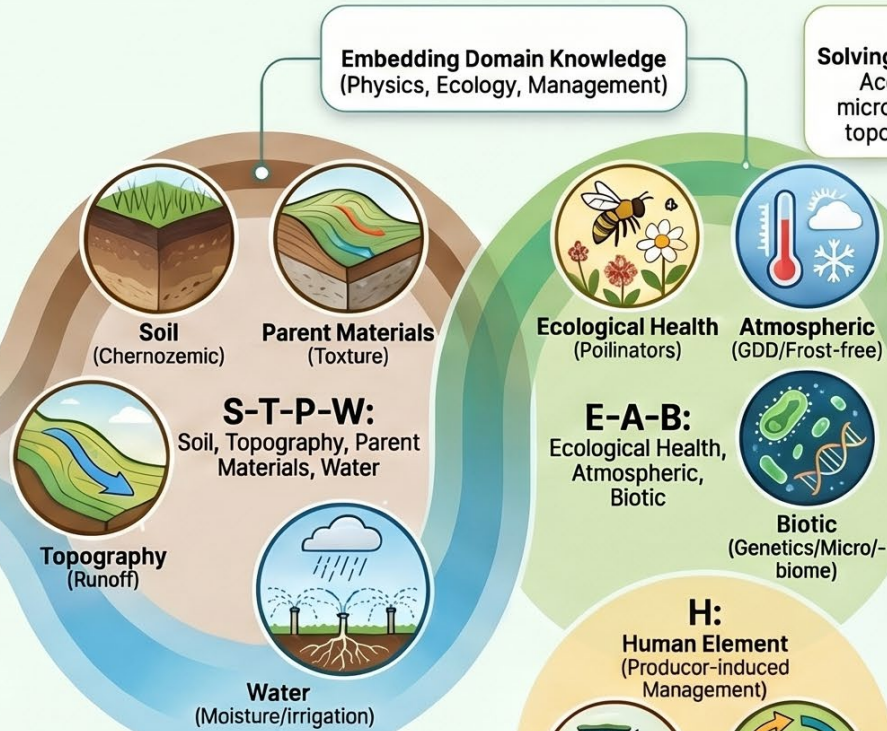 Embedding Domain Knowledge
(Physics, Ecology, Management)
Solving
Acc
micro
topo
Soil
(Chernozemic)
Parent Materials
(Toxture)
Ecological Health
(Poilinators)
Atmospheric
(GDD/Frost-free)
S-T-P-W:
Soil, Topography, Parent
Materials, Water
E-A-B:
Ecological Health,
Atmospheric,
Biotic
Topography
(Runoff)
Biotic
(Genetics/Micro/-
biome)
Water
(Moisture/irrigation)
H:
Human Element
(Producor-induced
Management)